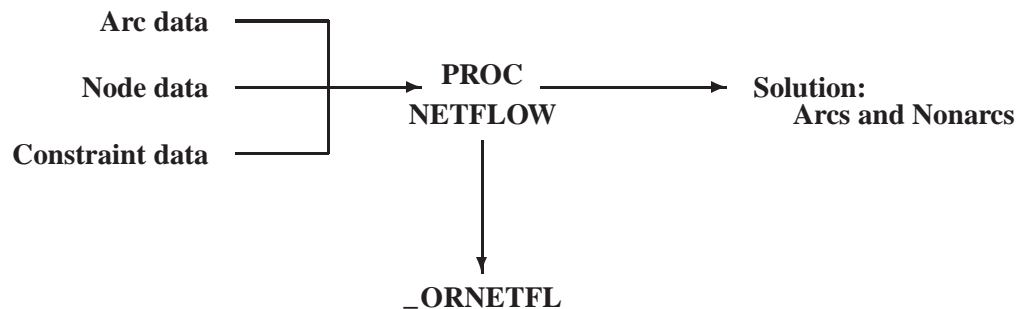 Arc data
Node data
Constraint data
PROC
NETFLOW
Solution:
Arcs and Nonarcs
_ORNETFL